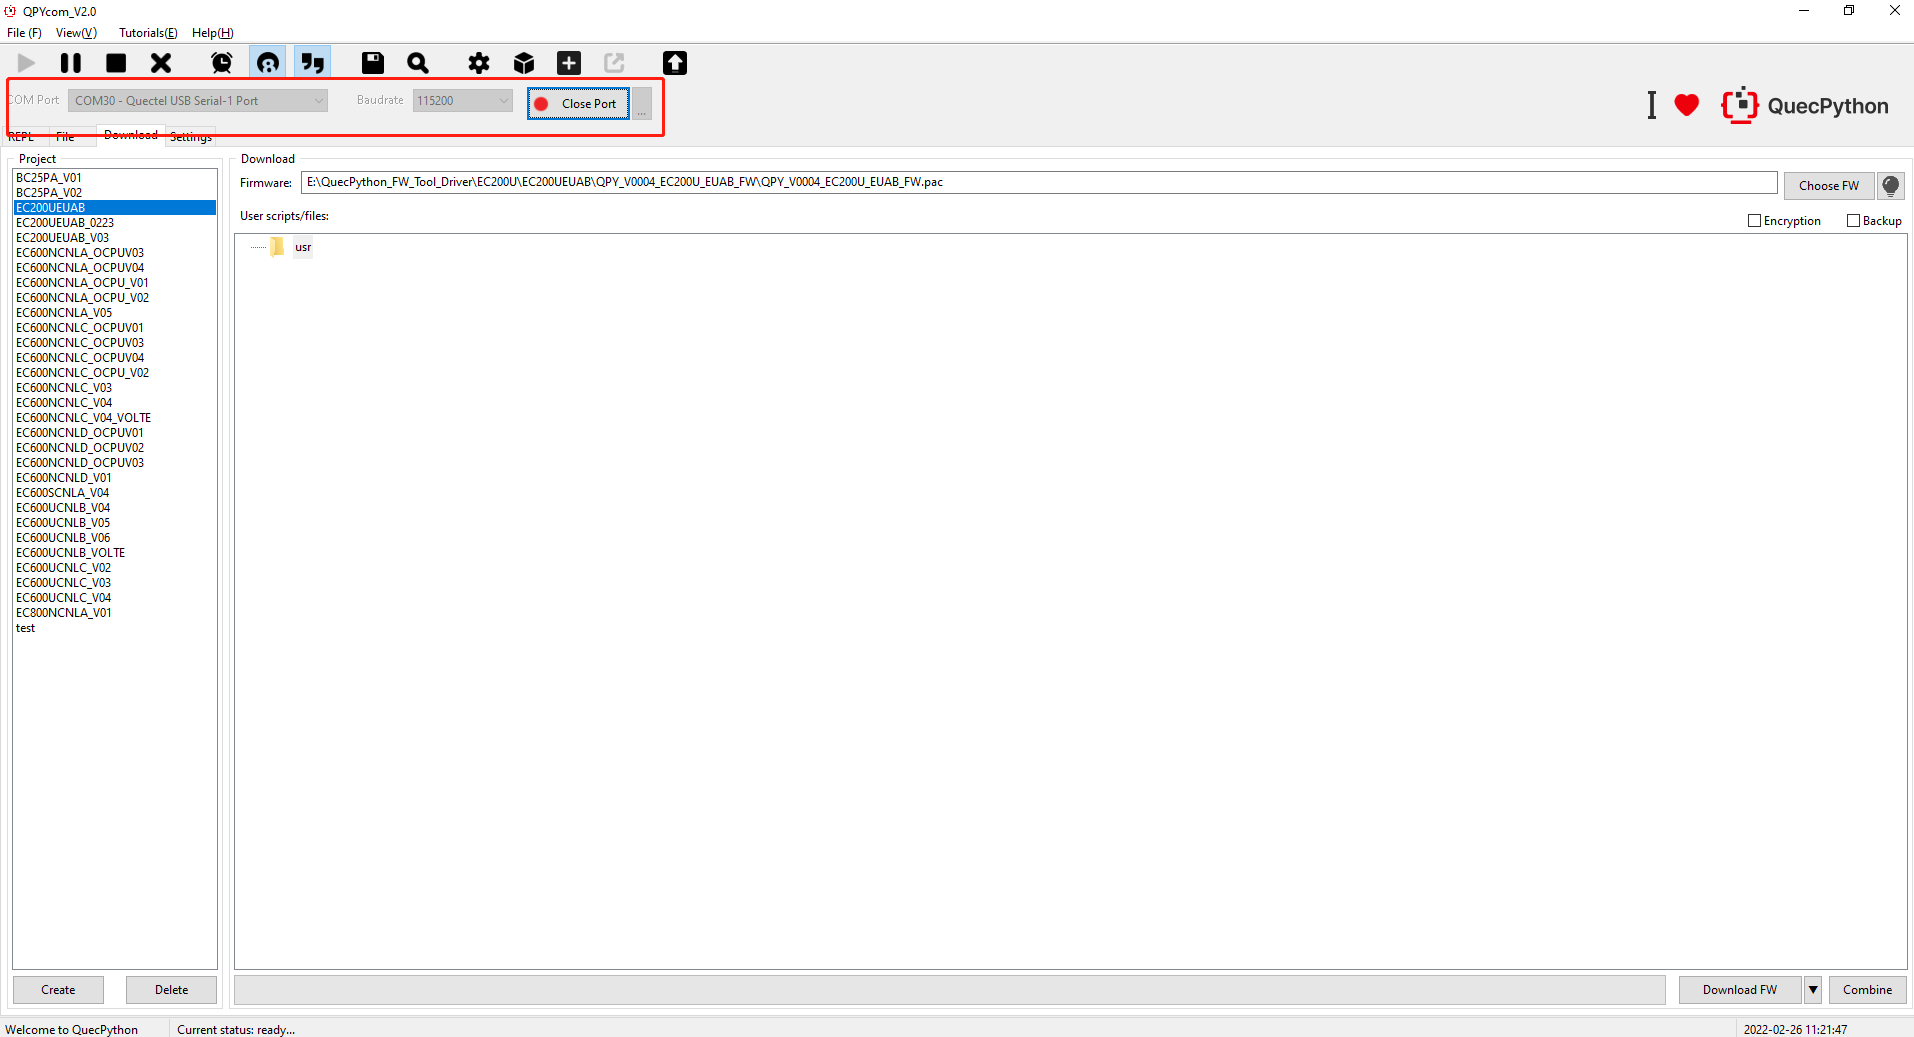 QPYcom_V2.0
File (F) View(V) Tutorials(E) Help(H)
COM Port COM30 - Quectel USB Serial-1 Port Baudrate 115200 Close Port ...
QuecPython
REPL File Download Settings
Project
BC25PA_V01
BC25PA_V02
EC200UEUAB
EC200UEUAB_0223
EC200UEUAB_V03
EC600NCNLA_OCPUV03
EC600NCNLA_OCPUV04
EC600NCNLA_OCPU_V01
EC600NCNLA_OCPU_V02
EC600NCNLA_V05
EC600NCNLC_OCPUV01
EC600NCNLC_OCPUV03
EC600NCNLC_OCPUV04
EC600NCNLC_OCPU_V02
EC600NCNLC_V03
EC600NCNLC_V04
EC600NCNLC_V04_VOLTE
EC600NCNLD_OCPUV01
EC600NCNLD_OCPUV02
EC600NCNLD_OCPUV03
EC600NCNLD_V01
EC600SCNLA_V04
EC600UCNLB_V04
EC600UCNLB_V05
EC600UCNLB_V06
EC600UCNLB_VOLTE
EC600UCNLC_V02
EC600UCNLC_V03
EC600UCNLC_V04
EC800NCNLA_V01
test
Create Delete
Download
Firmware: E:\QuecPython_FW_Tool_Driver\EC200U\EC200UEUAB\QPY_V0004_EC200U_EUAB_FW\QPY_V0004_EC200U_EUAB_FW.pac Choose FW
User scripts/files: Encryption Backup
usr
Download FW Combine
Welcome to QuecPython Current status: ready... 2022-02-26 11:21:47